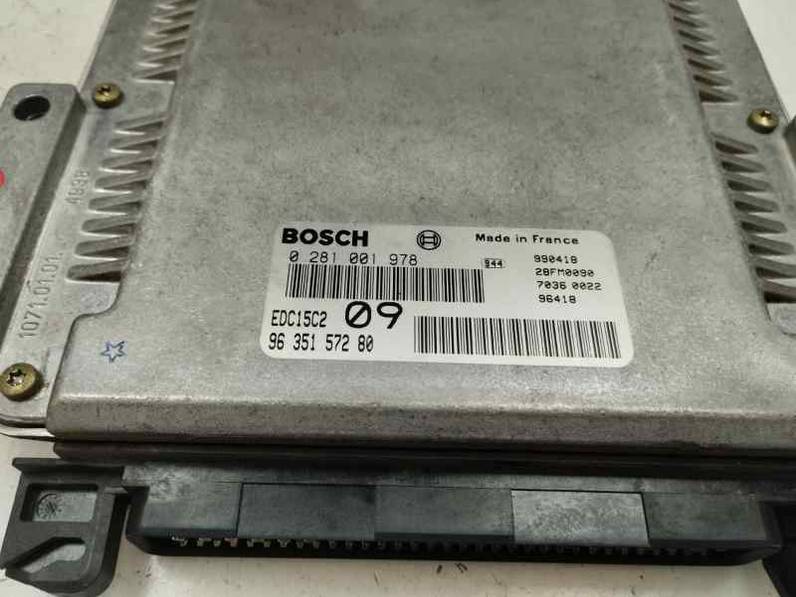 BOSCH Made in France
0 281 001 978 944 990418
28FM0090
7036 0022
96418
EDC15C2 09
96 351 572 80
1071.01.01.